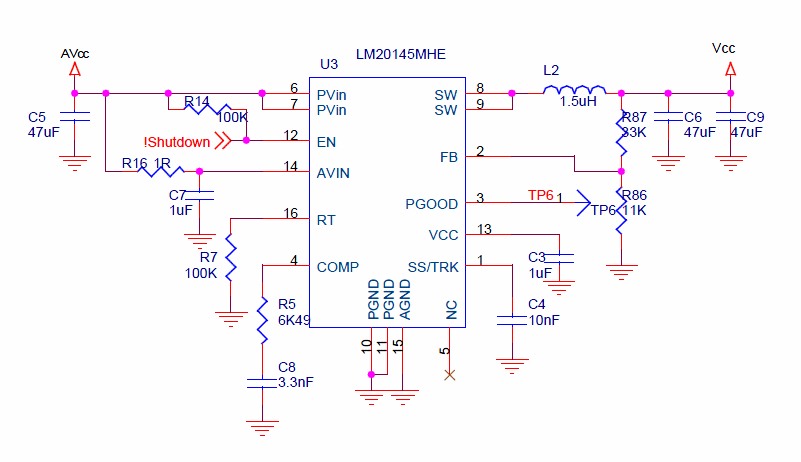 LM20145MHE
U3
AVcc
Vcc
C5
47uF
R14
100K
!Shutdown
R16 1R
C7
1uF
R7
100K
R5
6K49
C8
3.3nF
6
7
12
14
16
4
PVin
PVin
EN
AVIN
RT
COMP
SW
SW
FB
PGOOD
VCC
SS/TRK
PGND
PGND
AGND
NC
10
11
15
5
8
9
2
3
13
1
L2
1.5uH
R87
33K
C6
47uF
C9
47uF
TP6
1
TP6
R86
11K
C3
1uF
C4
10nF